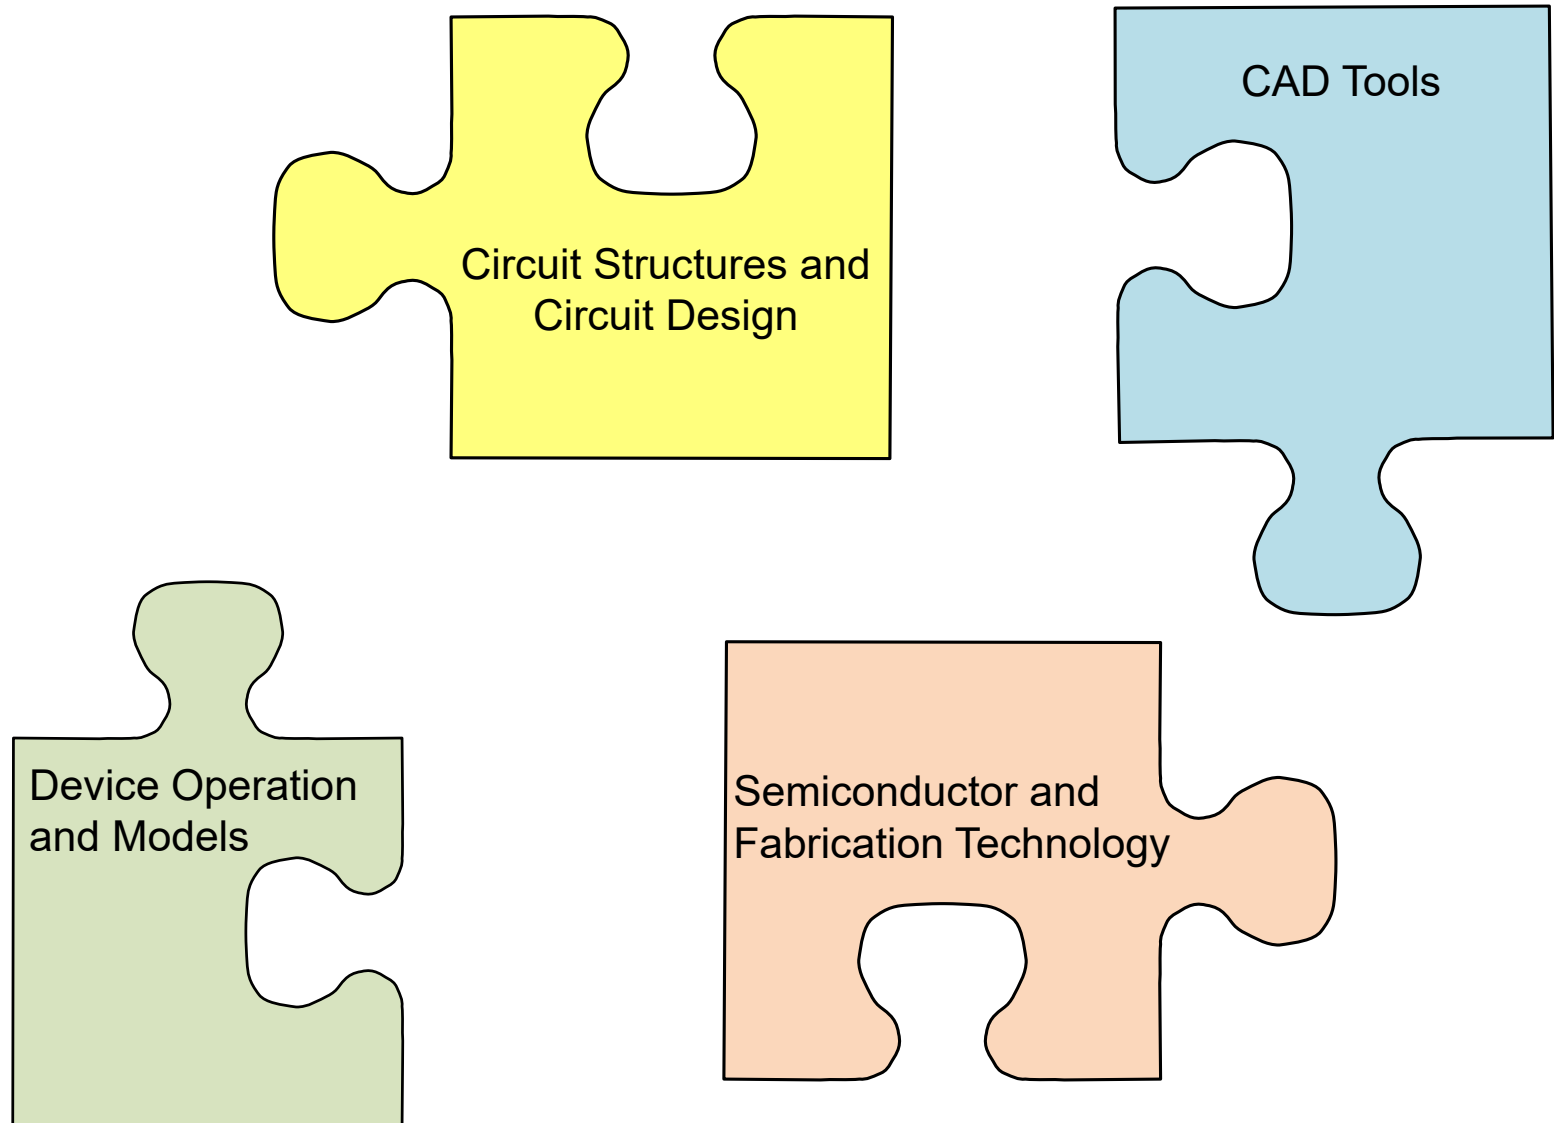 CAD Tools
Circuit Structures and
Circuit Design
Device Operation
and Models
Semiconductor and
Fabrication Technology